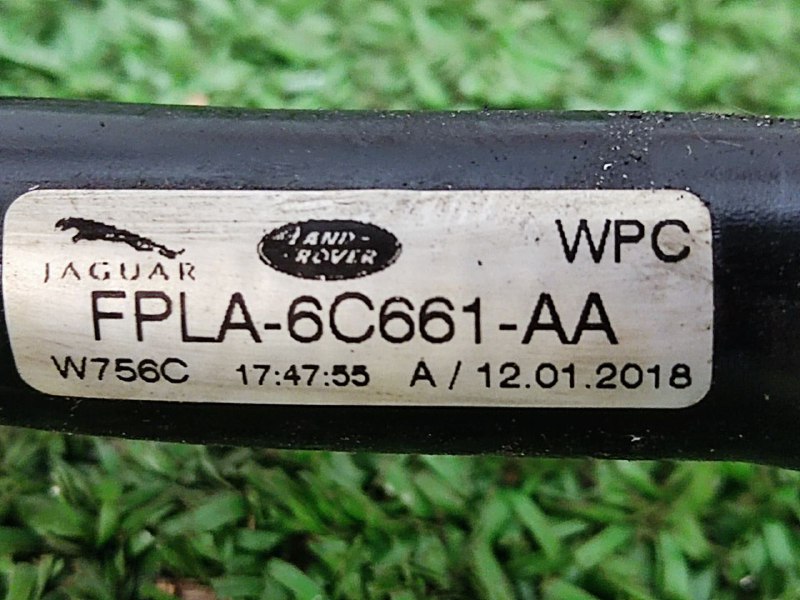 JAGUAR
LAND-
ROVER
WPC
FPLA-6C661-AA
W756C 17:47:55 A / 12.01.2018